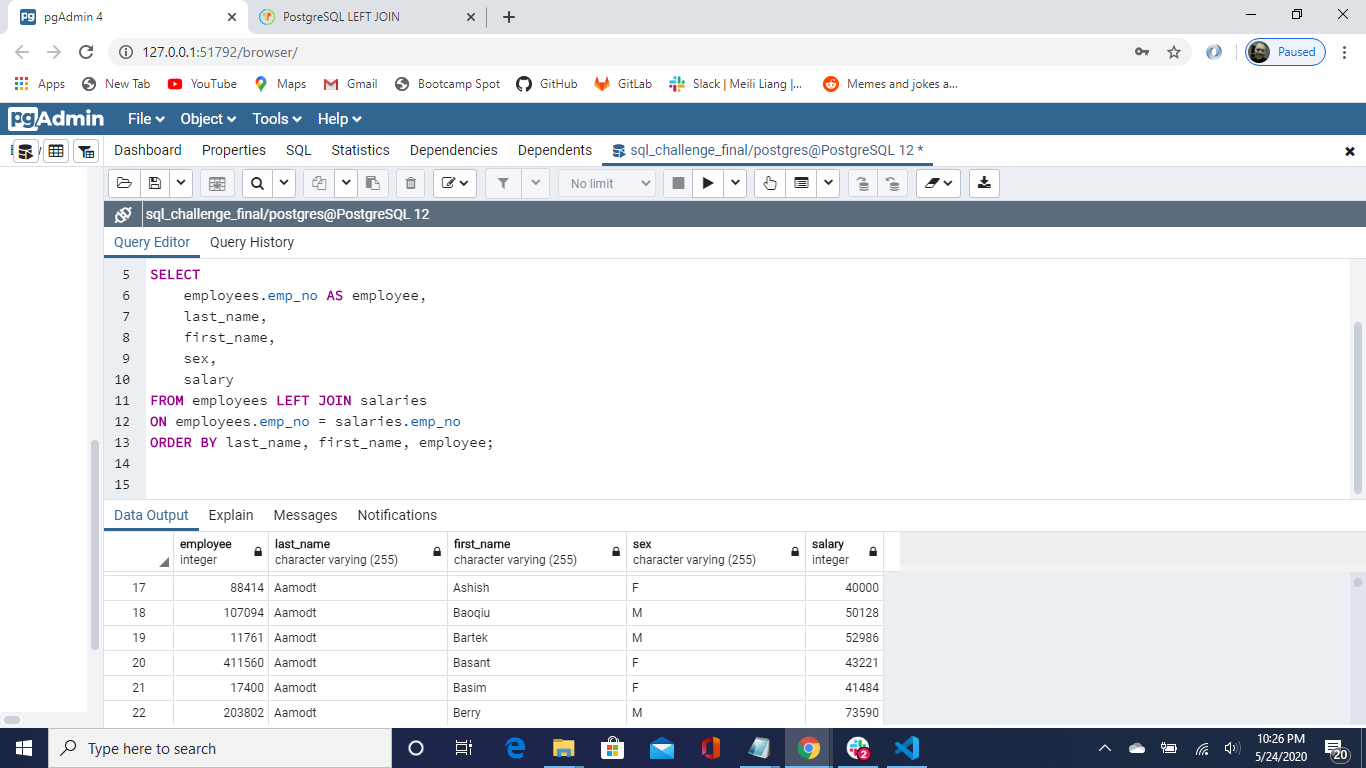 pgAdmin 4
PostgreSQL LEFT JOIN
127.0.0.1:51792/browser/
Paused
Apps
New Tab
YouTube
Maps
Gmail
Bootcamp Spot
GitHub
GitLab
Slack | Meili Liang |...
Memes and jokes a...
pgAdmin
File
Object
Tools
Help
Dashboard
Properties
SQL
Statistics
Dependencies
Dependents
sql_challenge_final/postgres@PostgreSQL 12 *
No limit
sql_challenge_final/postgres@PostgreSQL 12
Query Editor
Query History
5 SELECT
6 employees.emp_no AS employee,
7 last_name,
8 first_name,
9 sex,
10 salary
11 FROM employees LEFT JOIN salaries
12 ON employees.emp_no = salaries.emp_no
13 ORDER BY last_name, first_name, employee;
14
15
Data Output
Explain
Messages
Notifications
employee last_name first_name sex salary
integer character varying (255) character varying (255) character varying (255) integer
17 88414 Aamodt Ashish F 40000
18 107094 Aamodt Baoqiu M 50128
19 11761 Aamodt Bartek M 52986
20 411560 Aamodt Basant F 43221
21 17400 Aamodt Basim F 41484
22 203802 Aamodt Berry M 73590
Type here to search
2
10:26 PM
5/24/2020
20